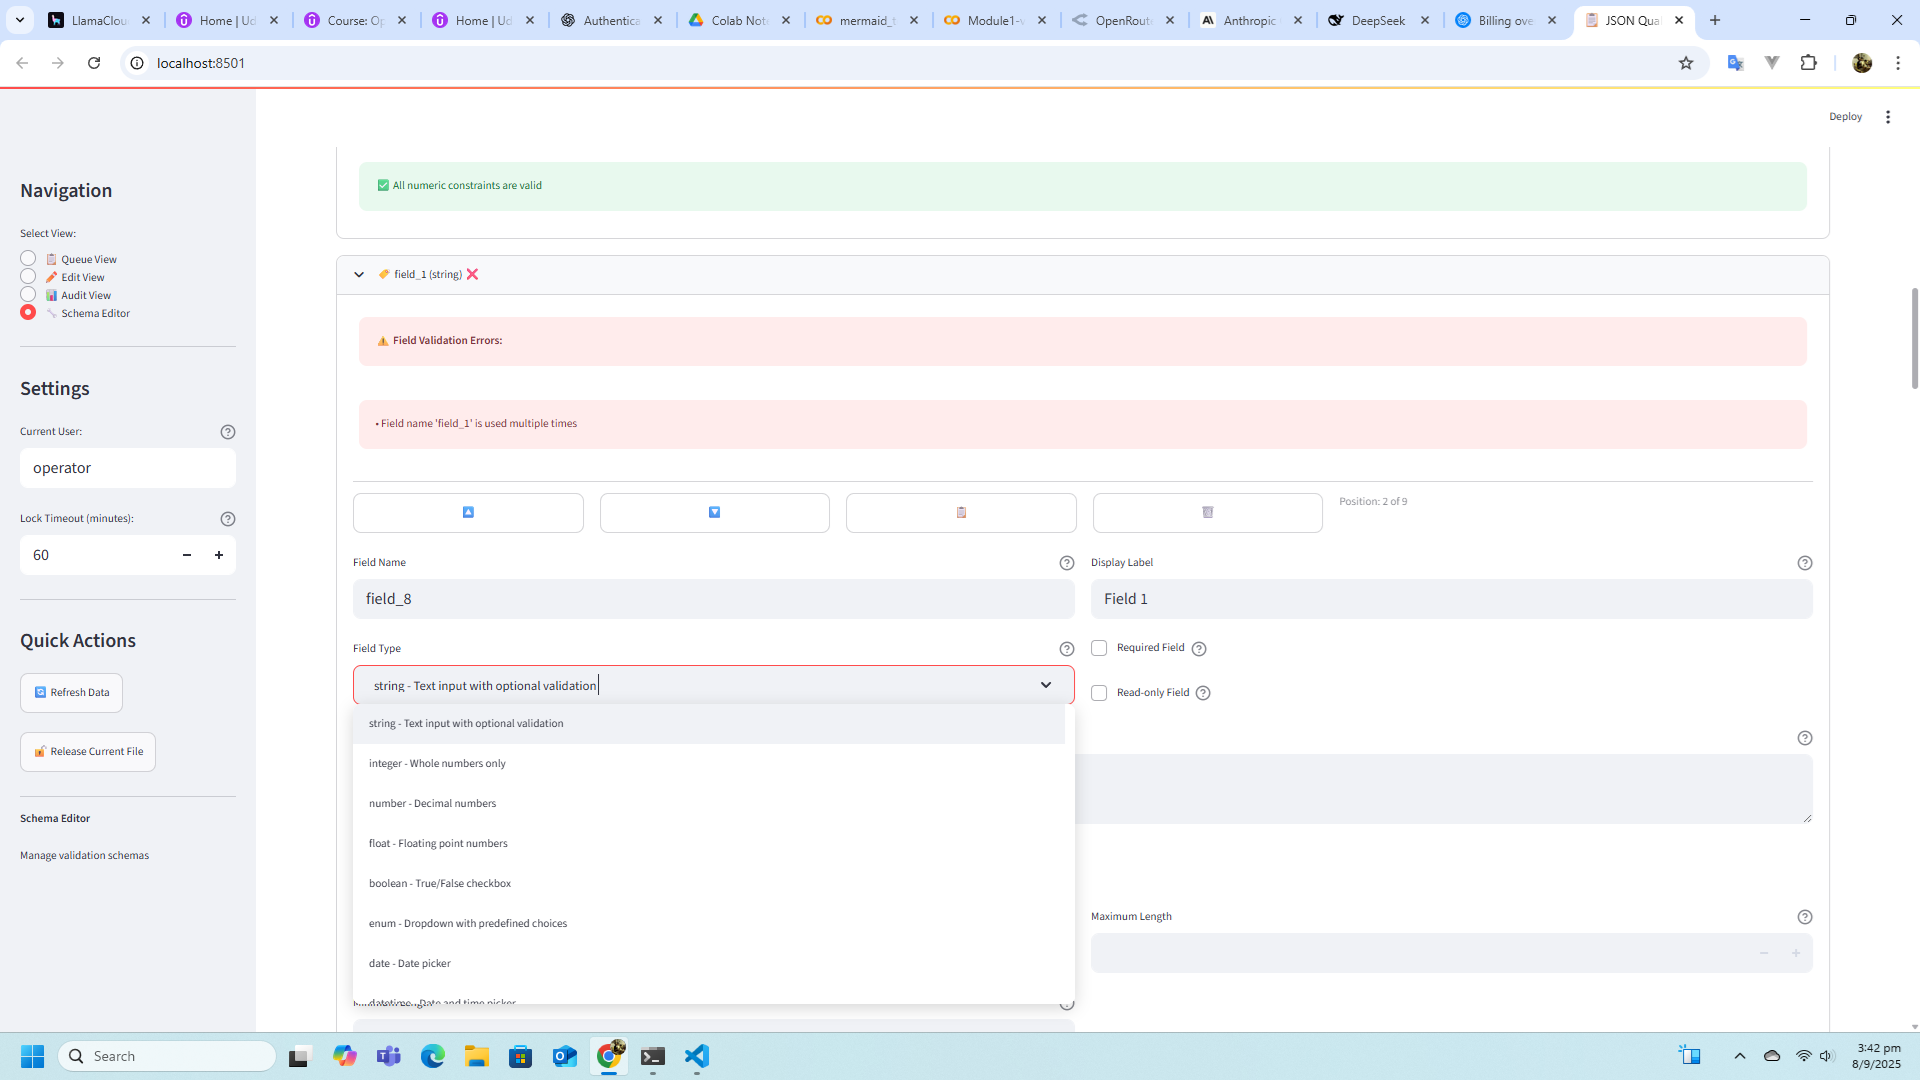 LlamaClou
Home | Ud
Course: Op
Home | Ud
Authentica
Colab Note
mermaid_t
Module1-v
OpenRoute
Anthropic
DeepSeek
Billing ove
JSON Qua
localhost:8501
Deploy
Navigation
Select View:
Queue View
Edit View
Audit View
Schema Editor
Settings
Current User:
operator
Lock Timeout (minutes):
60
Quick Actions
Refresh Data
Release Current File
Schema Editor
Manage validation schemas
All numeric constraints are valid
field_1 (string)
Field Validation Errors:
• Field name 'field_1' is used multiple times
Position: 2 of 9
Field Name
field_8
Display Label
Field 1
Field Type
string - Text input with optional validation
Required Field
Read-only Field
string - Text input with optional validation
integer - Whole numbers only
number - Decimal numbers
float - Floating point numbers
boolean - True/False checkbox
enum - Dropdown with predefined choices
date - Date picker
datetime - Date and time picker
Maximum Length
Search
3:42 pm
8/9/2025